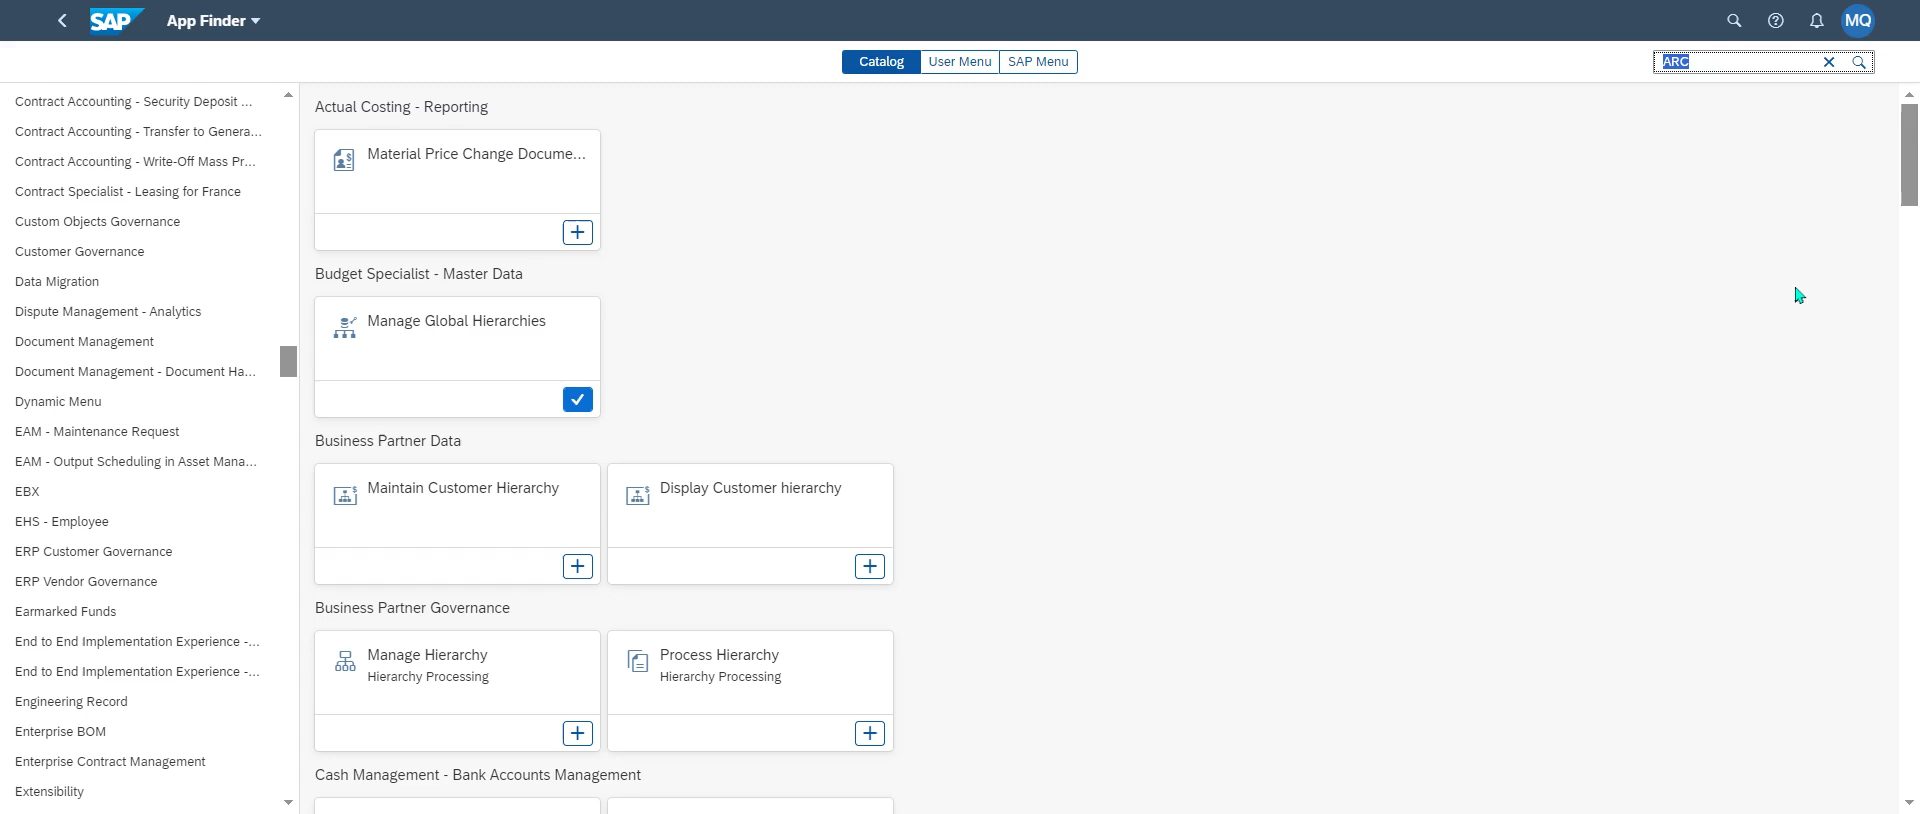 SAP App Finder MQ
Catalog User Menu SAP Menu ARC
Contract Accounting - Security Deposit ...
Contract Accounting - Transfer to Genera...
Contract Accounting - Write-Off Mass Pr...
Contract Specialist - Leasing for France
Custom Objects Governance
Customer Governance
Data Migration
Dispute Management - Analytics
Document Management
Document Management - Document Ha...
Dynamic Menu
EAM - Maintenance Request
EAM - Output Scheduling in Asset Mana...
EBX
EHS - Employee
ERP Customer Governance
ERP Vendor Governance
Earmarked Funds
End to End Implementation Experience -...
End to End Implementation Experience -...
Engineering Record
Enterprise BOM
Enterprise Contract Management
Extensibility
Actual Costing - Reporting
Material Price Change Docume...
Budget Specialist - Master Data
Manage Global Hierarchies
Business Partner Data
Maintain Customer Hierarchy
Display Customer hierarchy
Business Partner Governance
Manage Hierarchy
Hierarchy Processing
Process Hierarchy
Hierarchy Processing
Cash Management - Bank Accounts Management